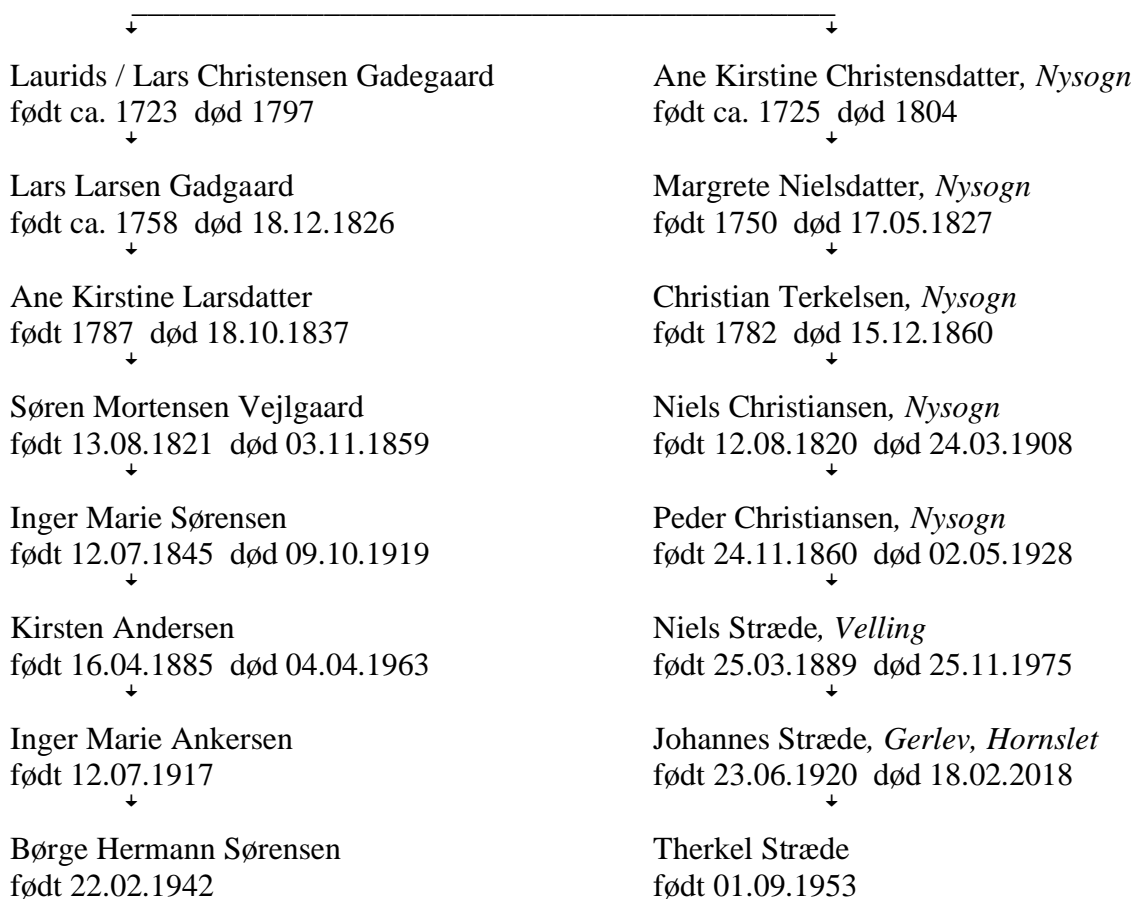 Laurids / Lars Christensen Gadegaard
født ca. 1723 død 1797
Lars Larsen Gadgaard
født ca. 1758 død 18.12.1826
Ane Kirstine Larsdatter
født 1787 død 18.10.1837
Søren Mortensen Vejlgaard
født 13.08.1821 død 03.11.1859
Inger Marie Sørensen
født 12.07.1845 død 09.10.1919
Kirsten Andersen
født 16.04.1885 død 04.04.1963
Inger Marie Ankersen
født 12.07.1917
Børge Hermann Sørensen
født 22.02.1942
Ane Kirstine Christensdatter, Nysogn
født ca. 1725 død 1804
Margrete Nielsdatter, Nysogn
født 1750 død 17.05.1827
Christian Terkelsen, Nysogn
født 1782 død 15.12.1860
Niels Christiansen, Nysogn
født 12.08.1820 død 24.03.1908
Peder Christiansen, Nysogn
født 24.11.1860 død 02.05.1928
Niels Stræde, Velling
født 25.03.1889 død 25.11.1975
Johannes Stræde, Gerlev, Hornslet
født 23.06.1920 død 18.02.2018
Therkel Stræde
født 01.09.1953